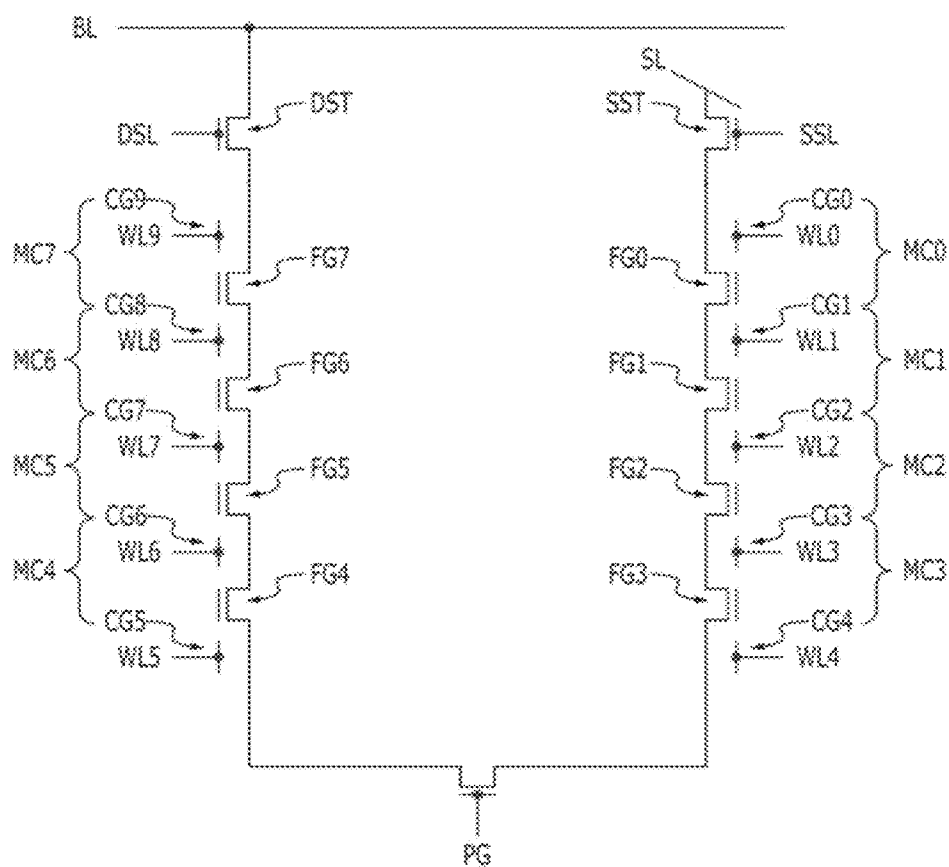 BL
SL
DST SST
DSL SSL
CG9 CG0
WL9 WL0
MC7 MC0
FG7 FG0
CG8 CG1
WL8 WL1
MC6 MC1
FG6 FG1
CG7 CG2
WL7 WL2
MC5 MC2
FG5 FG2
CG6 CG3
WL6 WL3
MC4 MC3
FG4 FG3
CG5 CG4
WL5 WL4
PG